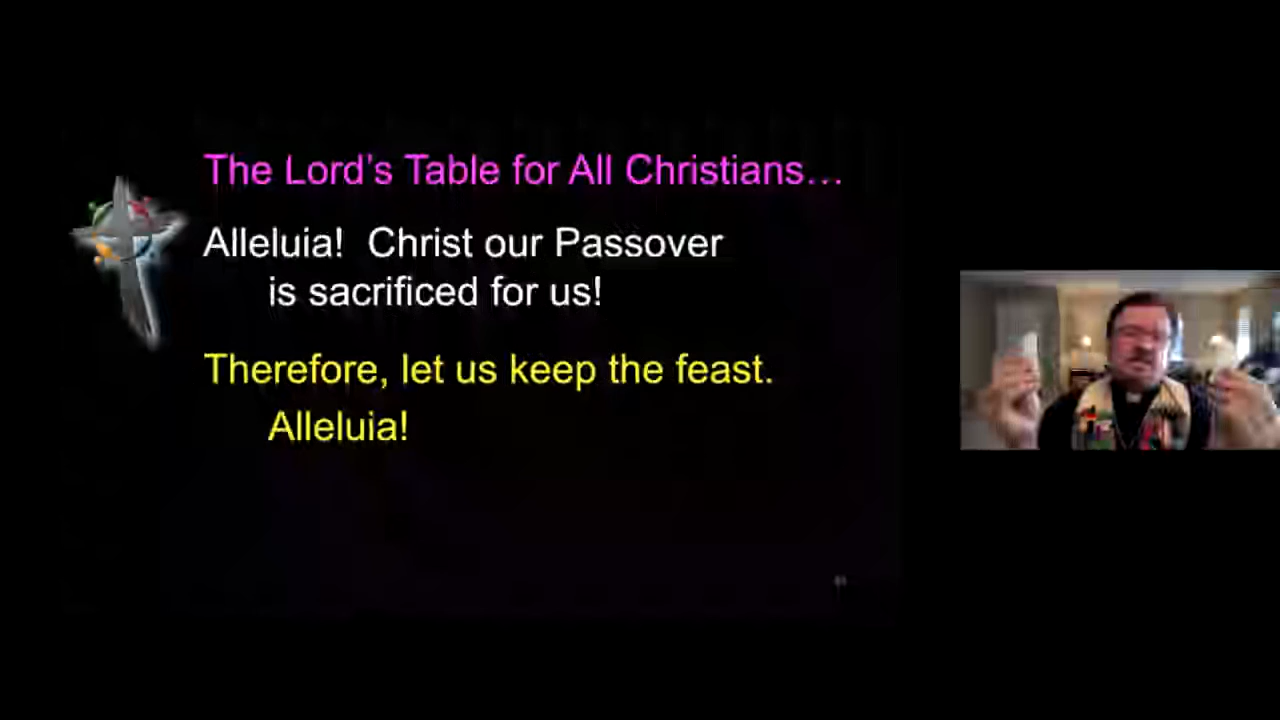 The Lord's Table for All Christians…
Alleluia!  Christ our Passover
is sacrificed for us!
Therefore, let us keep the feast.
Alleluia!